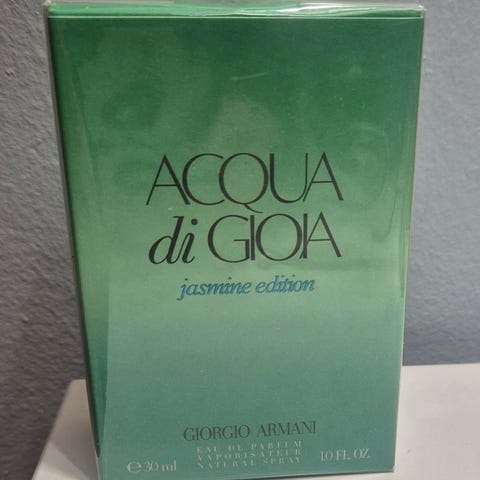 ACQUA
di GIOIA
jasmine edition
GIORGIO ARMANI
EAU DE PARFUM
VAPORISATEUR
℮ 30 ml NATURAL SPRAY 1.0 FL. OZ.